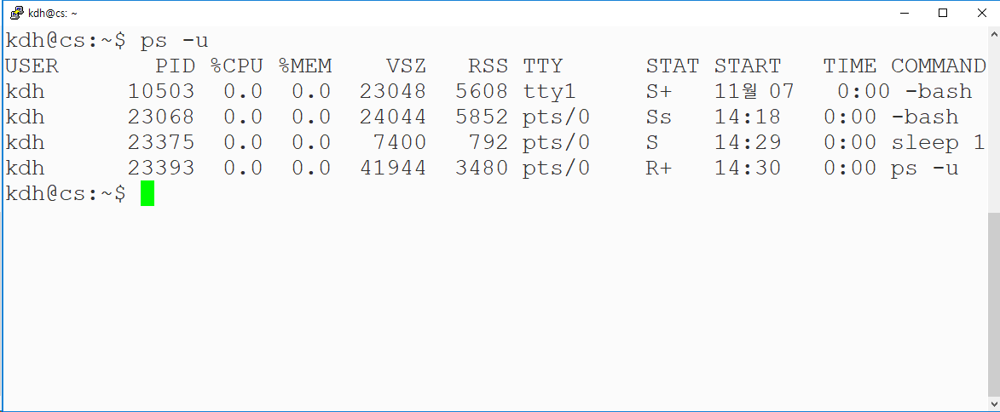 kdh@cs: ~
kdh@cs:~$ ps -u
USER       PID %CPU %MEM    VSZ   RSS TTY      STAT START   TIME COMMAND
kdh      10503  0.0  0.0  23048  5608 tty1     S+   11월 07   0:00 -bash
kdh      23068  0.0  0.0  24044  5852 pts/0    Ss   14:18   0:00 -bash
kdh      23375  0.0  0.0   7400   792 pts/0    S    14:29   0:00 sleep 1
kdh      23393  0.0  0.0  41944  3480 pts/0    R+   14:30   0:00 ps -u
kdh@cs:~$